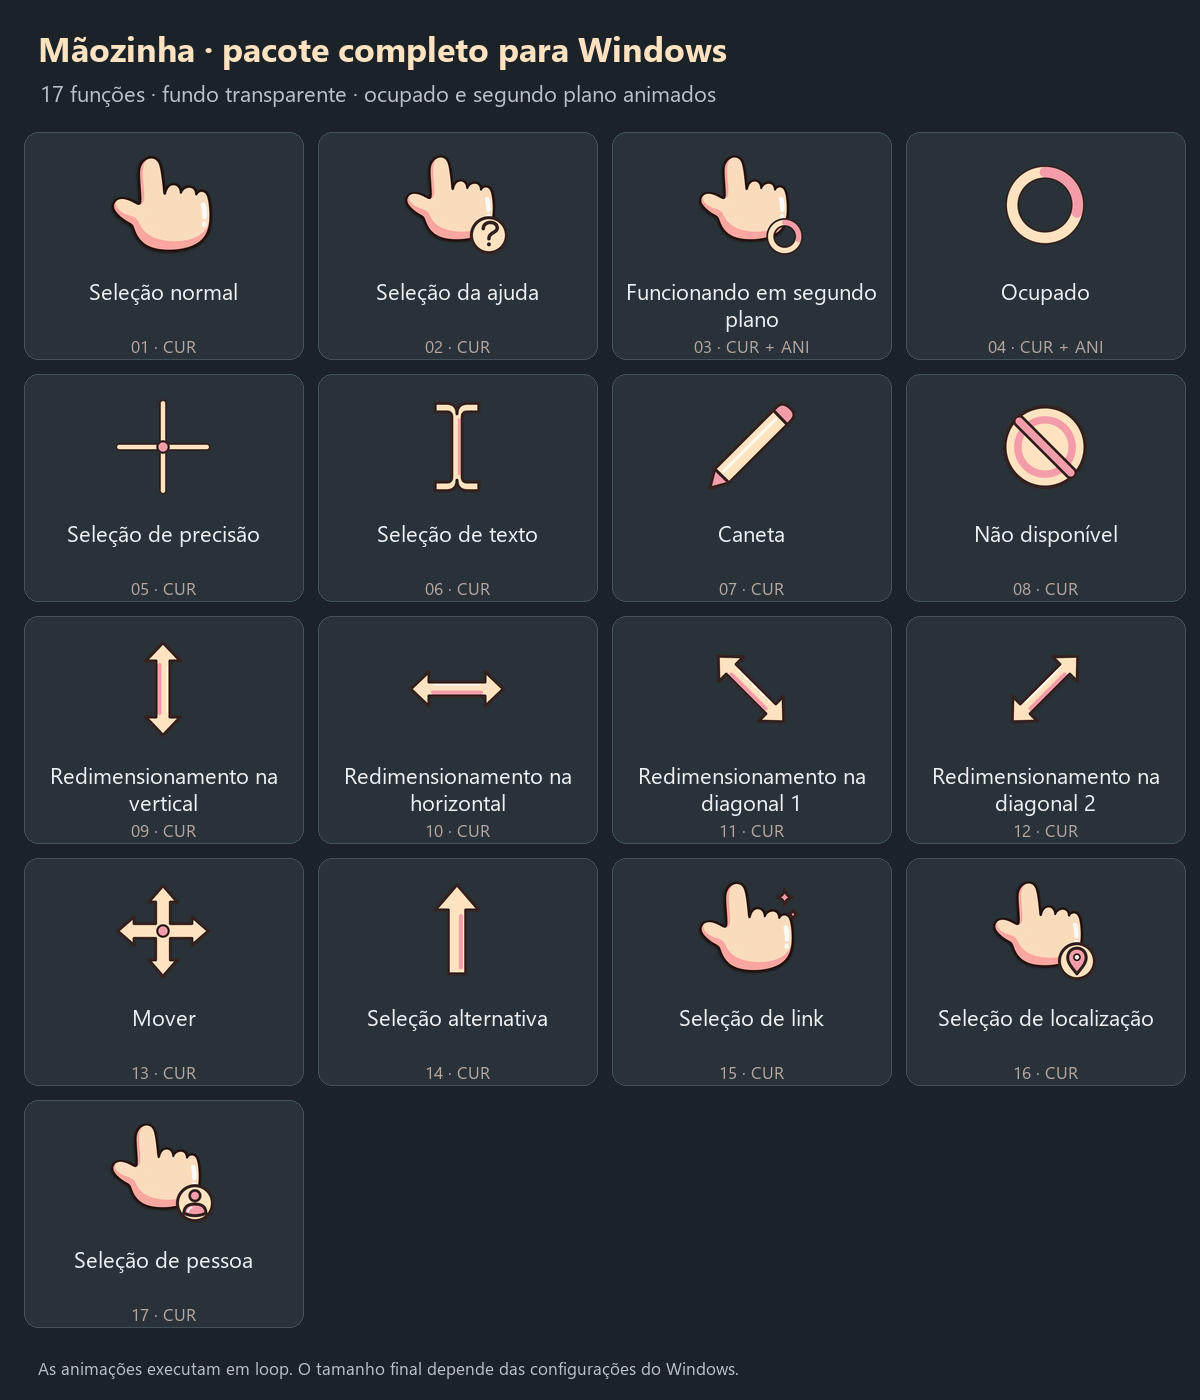 Mãozinha · pacote completo para Windows
17 funções · fundo transparente · ocupado e segundo plano animados
Seleção normal
01 · CUR
?
Seleção da ajuda
02 · CUR
Funcionando em segundo
plano
03 · CUR + ANI
Ocupado
04 · CUR + ANI
Seleção de precisão
05 · CUR
Seleção de texto
06 · CUR
Caneta
07 · CUR
Não disponível
08 · CUR
Redimensionamento na
vertical
09 · CUR
Redimensionamento na
horizontal
10 · CUR
Redimensionamento na
diagonal 1
11 · CUR
Redimensionamento na
diagonal 2
12 · CUR
Mover
13 · CUR
Seleção alternativa
14 · CUR
Seleção de link
15 · CUR
Seleção de localização
16 · CUR
Seleção de pessoa
17 · CUR
As animações executam em loop. O tamanho final depende das configurações do Windows.